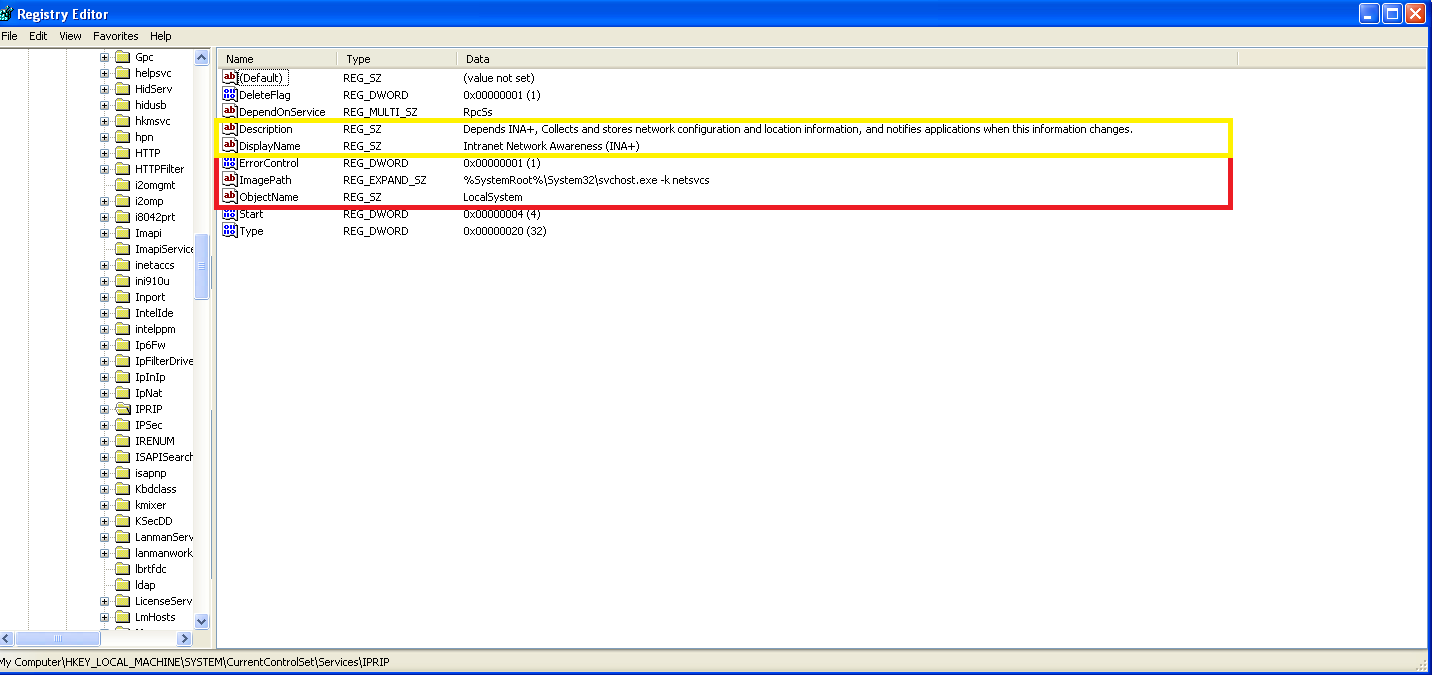 Registry Editor
File Edit View Favorites Help
Gpc
helpsvc
HidServ
hidusb
hkmsvc
hpn
HTTP
HTTPFilter
i2omgmt
i2omp
i8042prt
Imapi
ImapiService
inetaccs
ini910u
Inport
IntelIde
intelppm
Ip6Fw
IpFilterDrive
IpInIp
IpNat
IPRIP
IPSec
IRENUM
ISAPISearch
isapnp
Kbdclass
kmixer
KSecDD
LanmanServ
lanmanwork
lbrtfdc
ldap
LicenseServ
LmHosts
Name Type Data
(Default) REG_SZ (value not set)
DeleteFlag REG_DWORD 0x00000001 (1)
DependOnService REG_MULTI_SZ RpcSs
Description REG_SZ Depends INA+, Collects and stores network configuration and location information, and notifies applications when this information changes.
DisplayName REG_SZ Intranet Network Awareness (INA+)
ErrorControl REG_DWORD 0x00000001 (1)
ImagePath REG_EXPAND_SZ %SystemRoot%\System32\svchost.exe -k netsvcs
ObjectName REG_SZ LocalSystem
Start REG_DWORD 0x00000004 (4)
Type REG_DWORD 0x00000020 (32)
My Computer\HKEY_LOCAL_MACHINE\SYSTEM\CurrentControlSet\Services\IPRIP